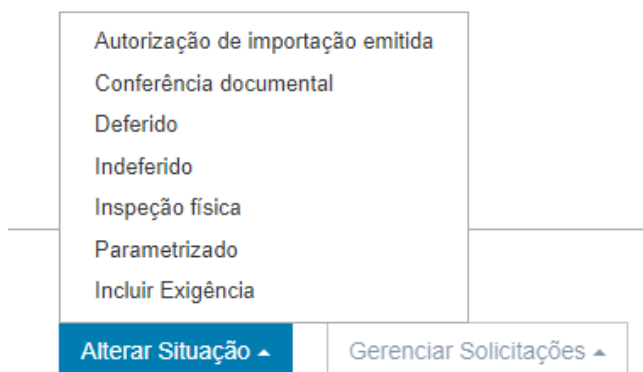 Autorização de importação emitida
Conferência documental
Deferido
Indeferido
Inspeção física
Parametrizado
Incluir Exigência
Alterar Situação Gerenciar Solicitações